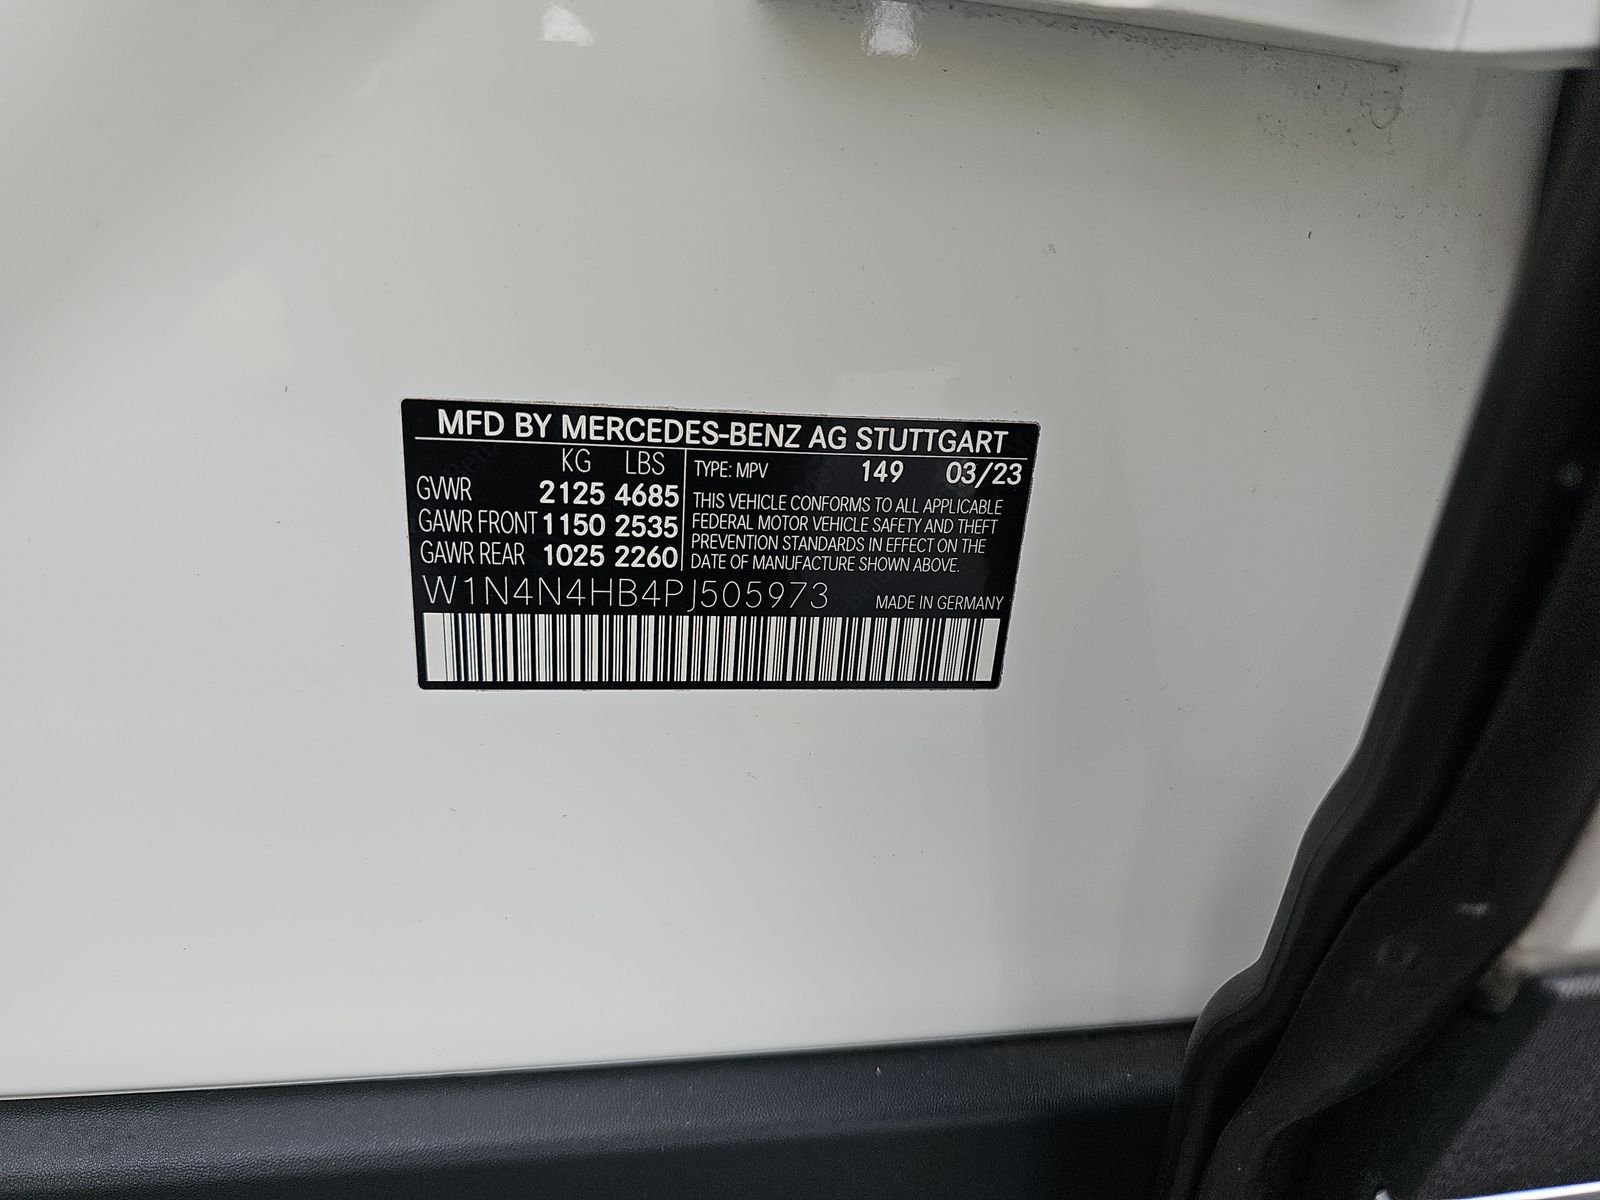 MFD BY MERCEDES-BENZ AG STUTTGART
KG LBS
GVWR 2125 4685
GAWR FRONT 1150 2535
GAWR REAR 1025 2260
TYPE: MPV 149 03/23
THIS VEHICLE CONFORMS TO ALL APPLICABLE
FEDERAL MOTOR VEHICLE SAFETY AND THEFT
PREVENTION STANDARDS IN EFFECT ON THE
DATE OF MANUFACTURE SHOWN ABOVE.
W1N4N4HB4PJ505973
MADE IN GERMANY